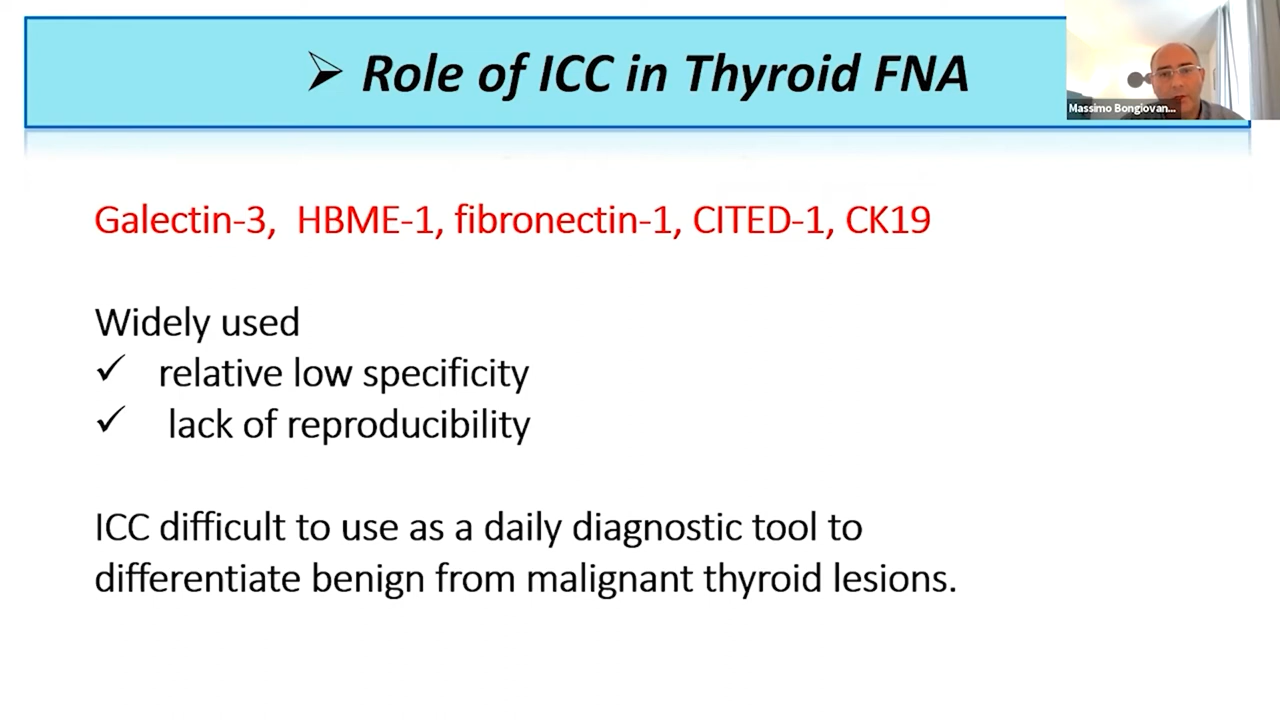 ➢ Role of ICC in Thyroid FNA
Massimo Bongiovan...
Galectin-3, HBME-1, fibronectin-1, CITED-1, CK19
Widely used
✓ relative low specificity
✓ lack of reproducibility
ICC difficult to use as a daily diagnostic tool to
differentiate benign from malignant thyroid lesions.